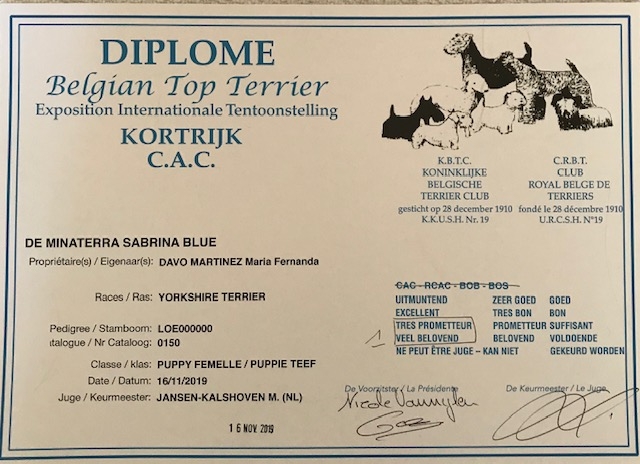 DIPLOME
Belgian Top Terrier
Exposition Internationale Tentoonstelling
KORTRIJK
C.A.C.
K.B.T.C.
KONINKLIJKE
BELGISCHE
TERRIER CLUB
gesticht op 28 december 1910
K.K.U.S.H. Nr. 19
C.R.B.T.
CLUB
ROYAL BELGE DE
TERRIERS
fondé le 28 décembre 1910
U.R.C.S.H. N°19
DE MINATERRA SABRINA BLUE
Propriétaire(s) / Eigenaar(s): DAVO MARTINEZ Maria Fernanda
Races / Ras: YORKSHIRE TERRIER
Pedigree / Stamboom: LOE000000
atalogue / Nr Cataloog: 0150
Classe / klas: PUPPY FEMELLE / PUPPIE TEEF
Date / Datum: 16/11/2019
Juge / Keurmeester: JANSEN-KALSHOVEN M. (NL)
CAC - RCAC - BOB - BOS
UITMUNTEND ZEER GOED GOED
EXCELLENT TRES BON BON
TRES PROMETTEUR PROMETTEUR SUFFISANT
1 VEEL BELOVEND BELOVEND VOLDOENDE
NE PEUT ÊTRE JUGE – KAN NIET GEKEURD WORDEN
De Voorzitster / La Présidente
De Keurmeester / Le Juge
16 NOV. 2019